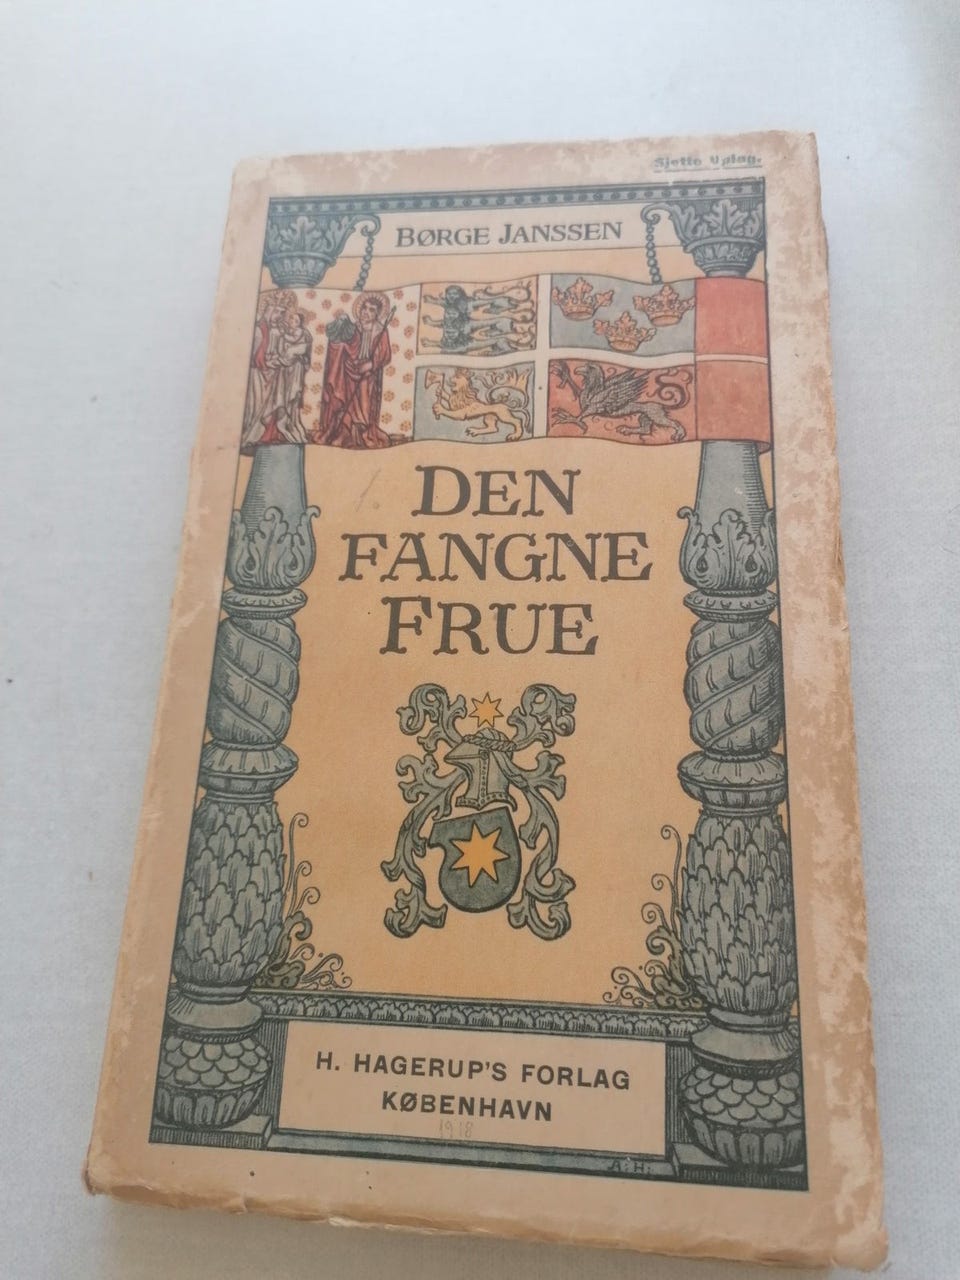 Sjette Oplag.
BØRGE JANSSEN
DEN
FANGNE
FRUE
H. HAGERUP'S FORLAG
KØBENHAVN
1918
A: H: